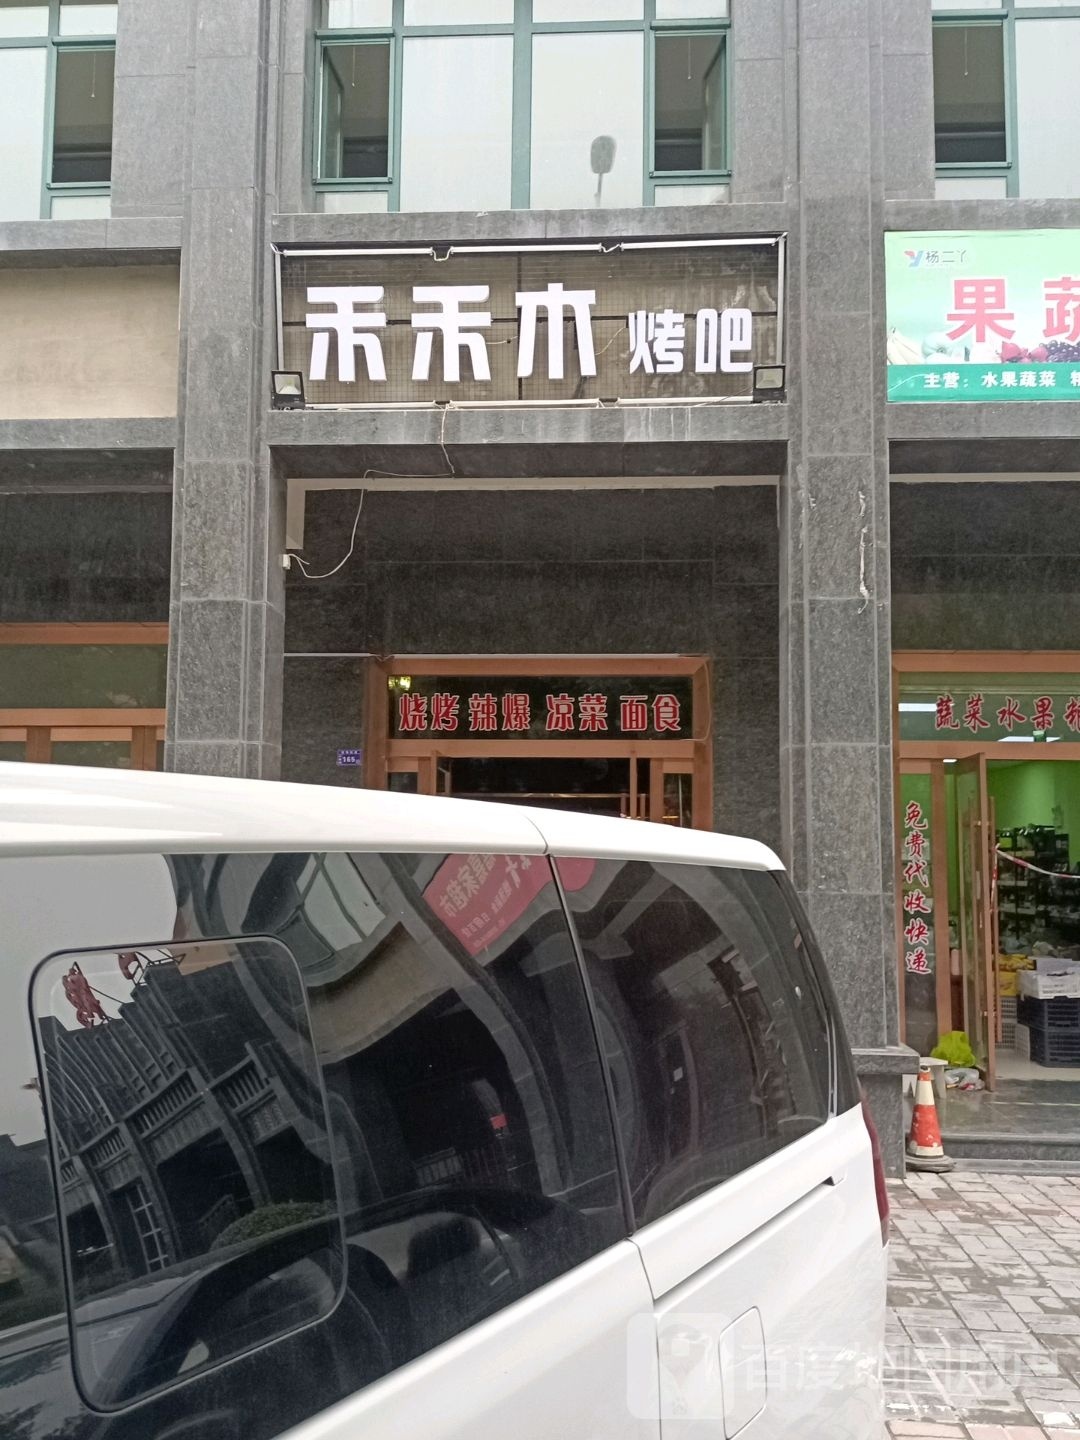 禾禾木 烤吧
杨二丫
果蔬
主营：水果蔬菜
烧烤 辣爆 凉菜 面食
165
蔬菜水果
免费代收快递
百度地图用户